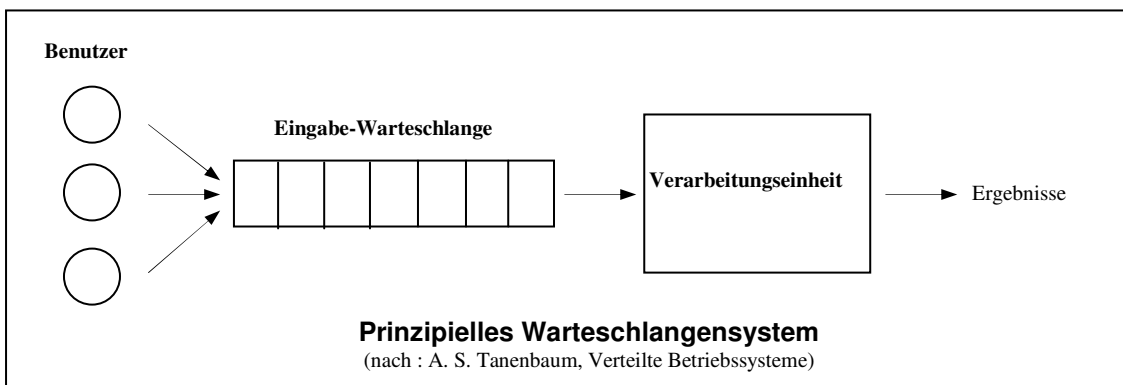 Benutzer
Eingabe-Warteschlange
Verarbeitungseinheit
Ergebnisse
Prinzipielles Warteschlangensystem
(nach : A. S. Tanenbaum, Verteilte Betriebssysteme)